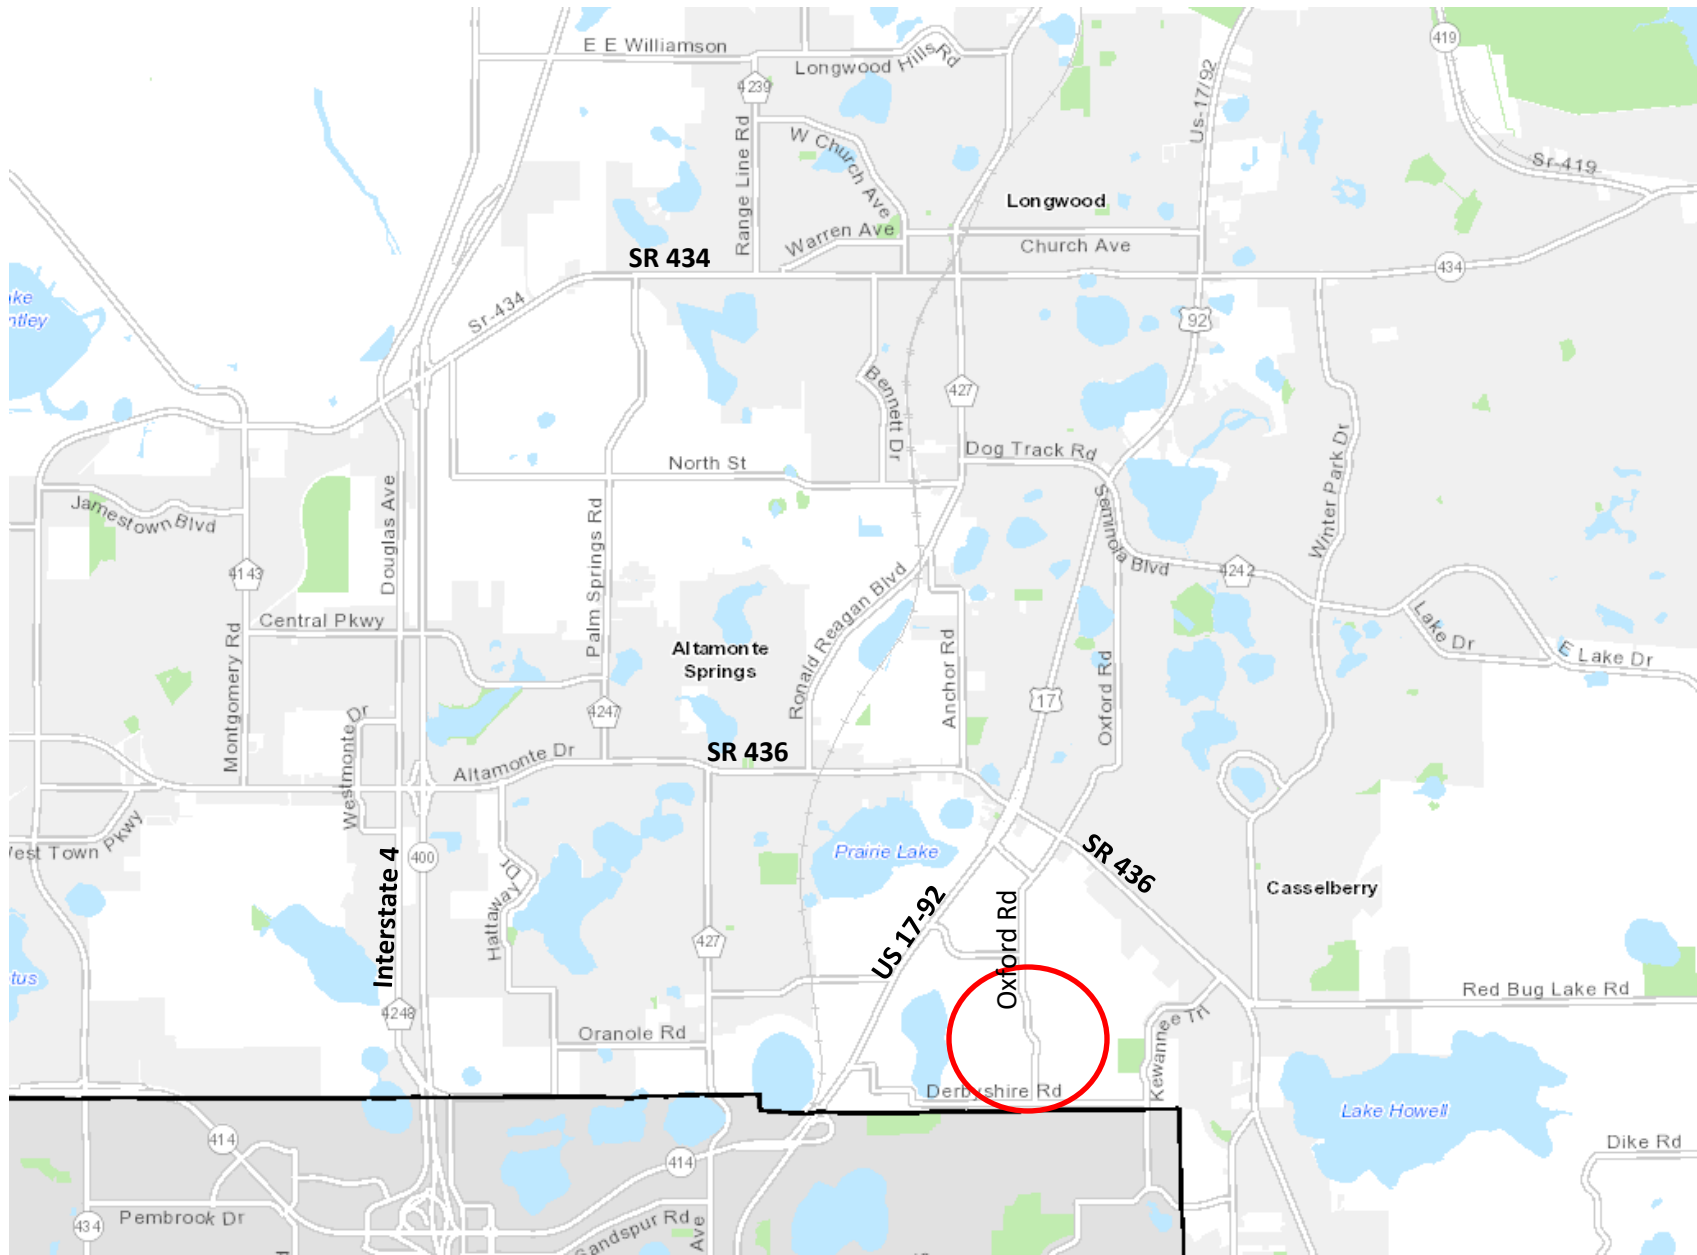 E E Williamson
Longwood Hills Rd
419
4239
Us-17/92
W Church Ave
Range Line Rd
Sr-419
Longwood
Warren Ave
Church Ave
SR 434
434
Sr-434
92
Bennett Dr
427
Dog Track Rd
North St
Winter Park Dr
Jamestown Blvd
Douglas Ave
Palm Springs Rd
Seminola Blvd
4143
4242
Central Pkwy
Ronald Reagan Blvd
Lake Dr
E Lake Dr
Altamonte
Springs
Montgomery Rd
Anchor Rd
Oxford Rd
17
4247
Westmonte Dr
Altamonte Dr
SR 436
Pkwy
Prairie Lake
400
SR 436
Casselberry
Interstate 4
Hattaway Dr
US 17-92
Oxford Rd
427
Red Bug Lake Rd
4248
Oranole Rd
Kewannee Trl
Derbyshire Rd
Lake Howell
414
414
Dike Rd
Pembrook Dr
434
Sandspur Rd
Ave